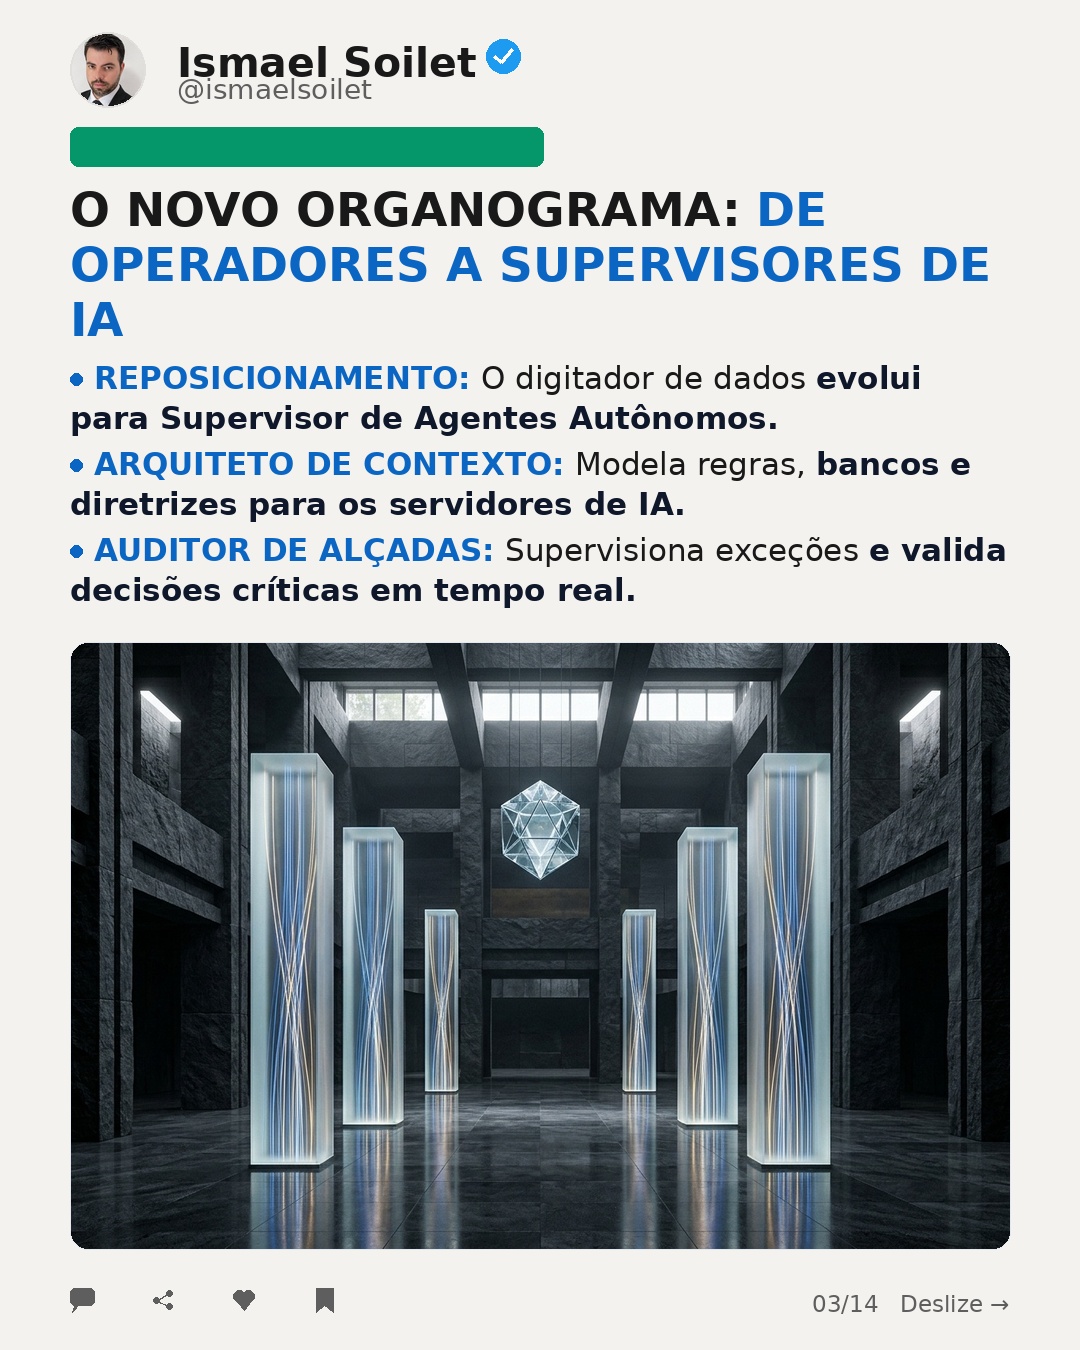 Ismael Soilet
@ismaelsoilet
O NOVO ORGANOGRAMA: DE
OPERADORES A SUPERVISORES DE
IA
• REPOSICIONAMENTO: O digitador de dados evolui
para Supervisor de Agentes Autônomos.
• ARQUITETO DE CONTEXTO: Modela regras, bancos e
diretrizes para os servidores de IA.
• AUDITOR DE ALÇADAS: Supervisiona exceções e valida
decisões críticas em tempo real.
03/14 Deslize →